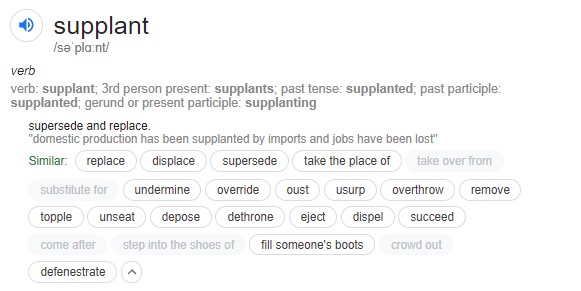 supplant
/səˈplɑːnt/
verb
verb: supplant; 3rd person present: supplants; past tense: supplanted; past participle:
supplanted; gerund or present participle: supplanting
supersede and replace.
"domestic production has been supplanted by imports and jobs have been lost"
Similar: replace displace supersede take the place of take over from
substitute for undermine override oust usurp overthrow remove
topple unseat depose dethrone eject dispel succeed
come after step into the shoes of fill someone's boots crowd out
defenestrate